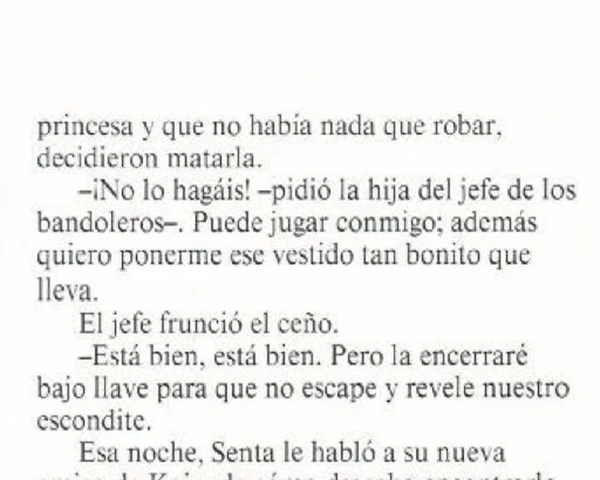 princesa y que no había nada que robar,
decidieron matarla.
–¡No lo hagáis! –pidió la hija del jefe de los
bandoleros–. Puede jugar conmigo; además
quiero ponerme ese vestido tan bonito que
lleva.
El jefe frunció el ceño.
–Está bien, está bien. Pero la encerraré
bajo llave para que no escape y revele nuestro
escondite.
Esa noche, Senta le habló a su nueva